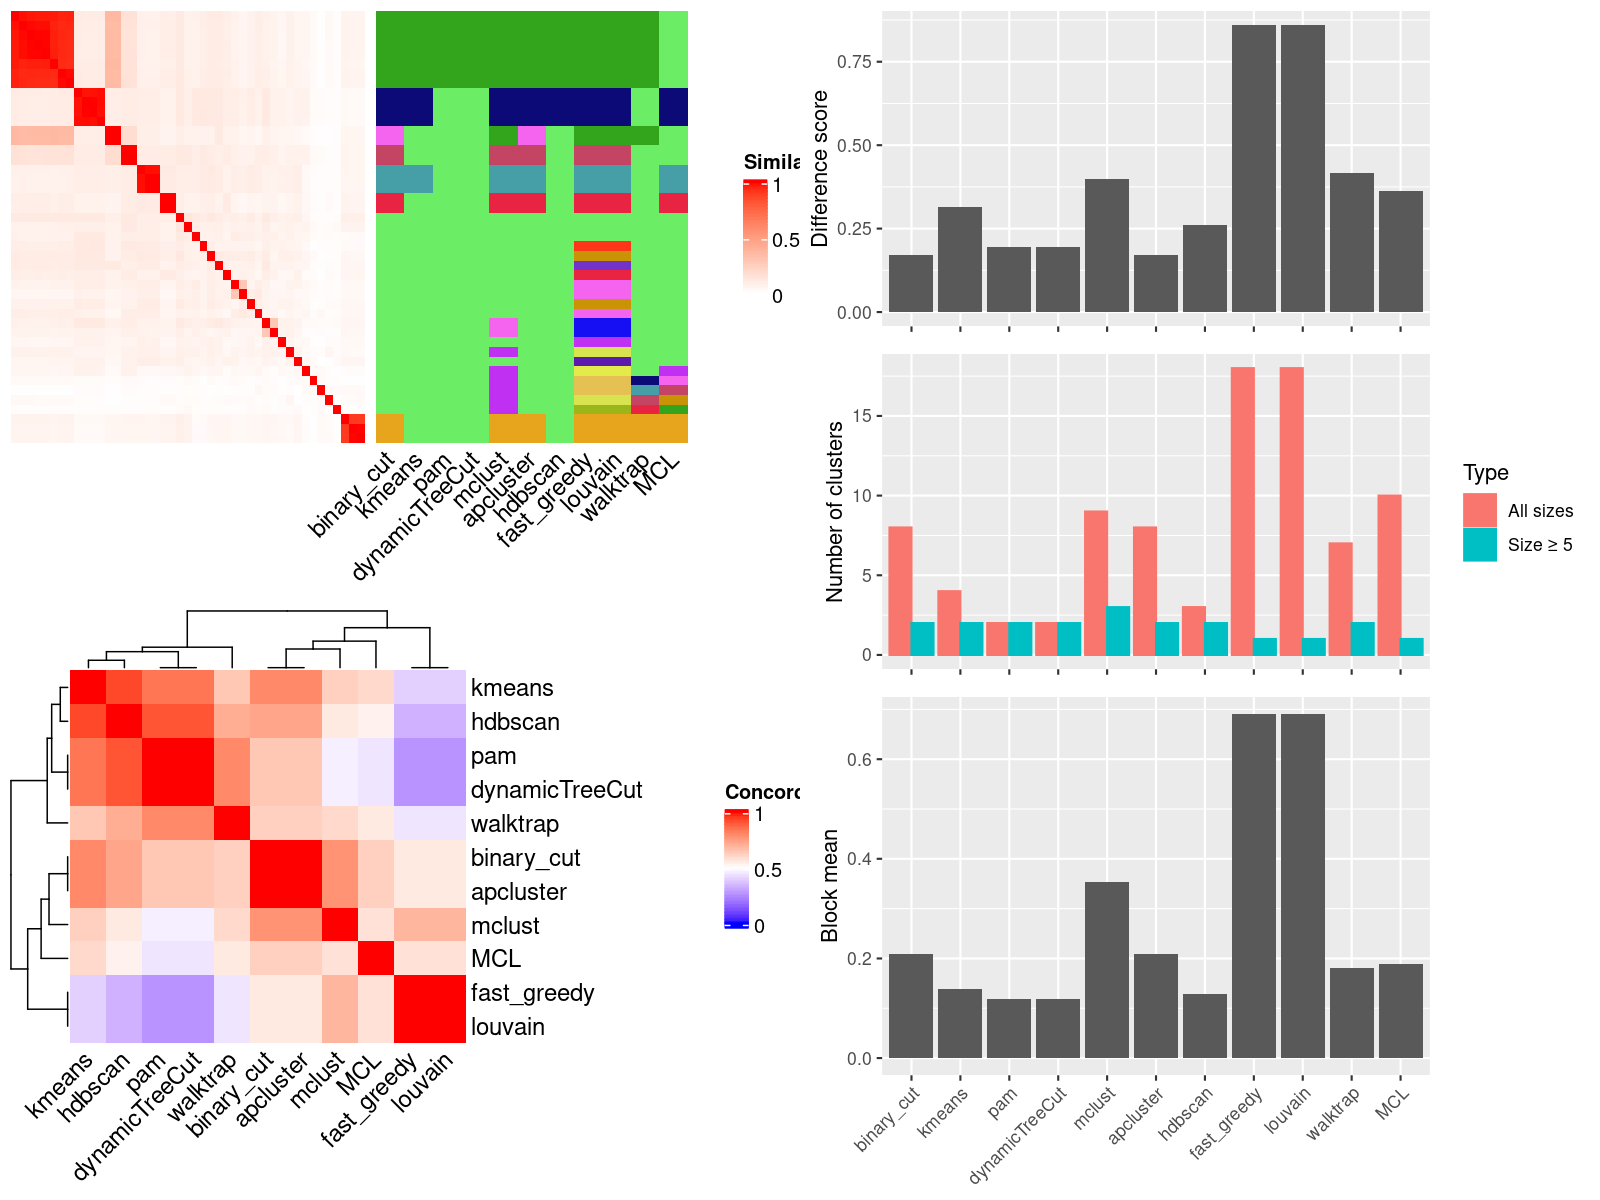 Simila
1
0.5
0
binary_cut
kmeans
pam
dynamicTreeCut
mclust
apcluster
hdbscan
fast_greedy
louvain
walktrap
MCL
kmeans
hdbscan
pam
dynamicTreeCut
walktrap
binary_cut
apcluster
mclust
MCL
fast_greedy
louvain
Concord
1
0.5
0
kmeans
hdbscan
pam
dynamicTreeCut
walktrap
binary_cut
apcluster
mclust
MCL
fast_greedy
louvain
Difference score
0.75
0.50
0.25
0.00
Number of clusters
15
10
5
0
Type
All sizes
Size ≥ 5
Block mean
0.6
0.4
0.2
0.0
binary_cut
kmeans
pam
dynamicTreeCut
mclust
apcluster
hdbscan
fast_greedy
louvain
walktrap
MCL